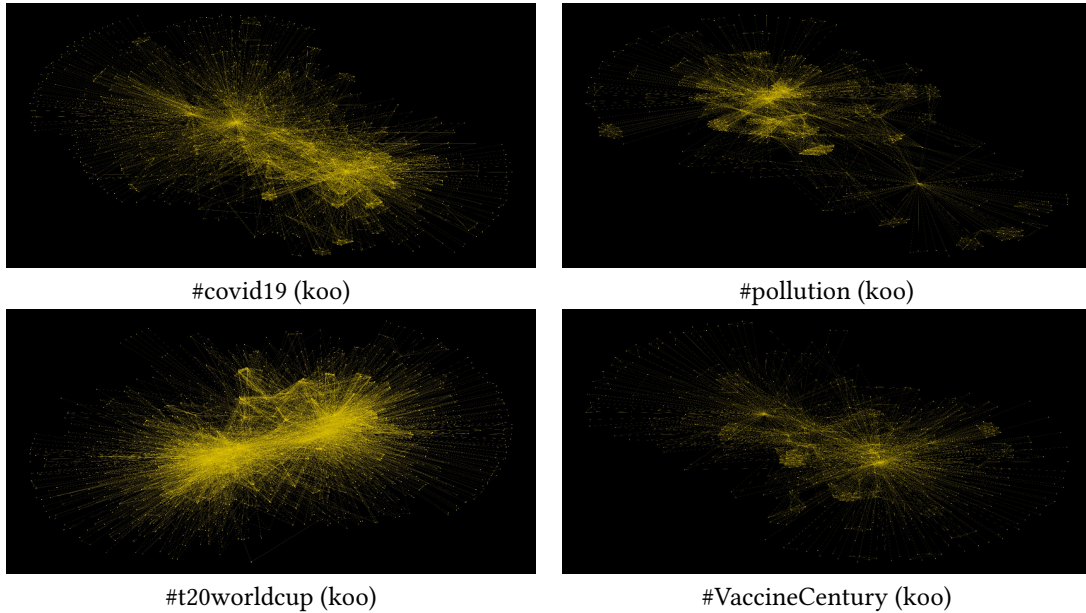 #covid19 (koo)
#pollution (koo)
#t20worldcup (koo)
#VaccineCentury (koo)